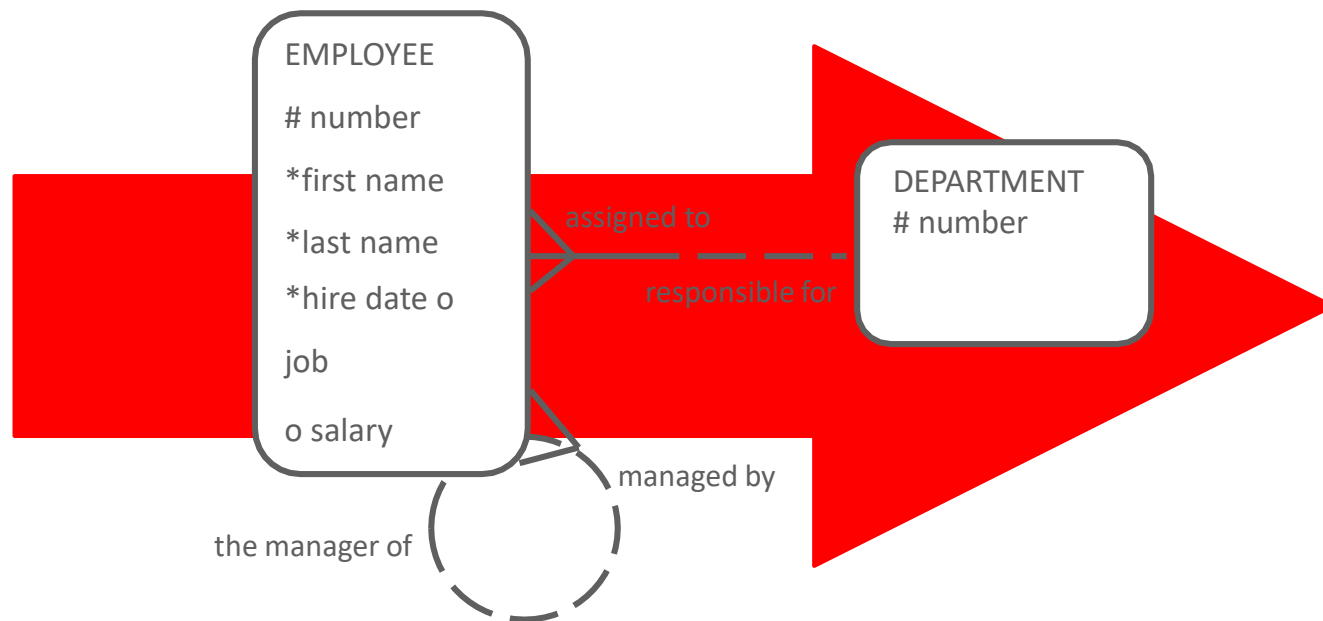 EMPLOYEE
# number
*first name
*last name
*hire date o
job
o salary
assigned to
responsible for
DEPARTMENT
# number
managed by
the manager of